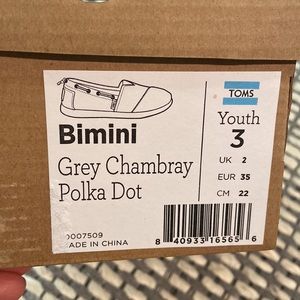 TOMS
Bimini
Youth
3
Grey Chambray
Polka Dot
UK 2
EUR 35
CM 22
0007509
MADE IN CHINA
8 40933 16565 6